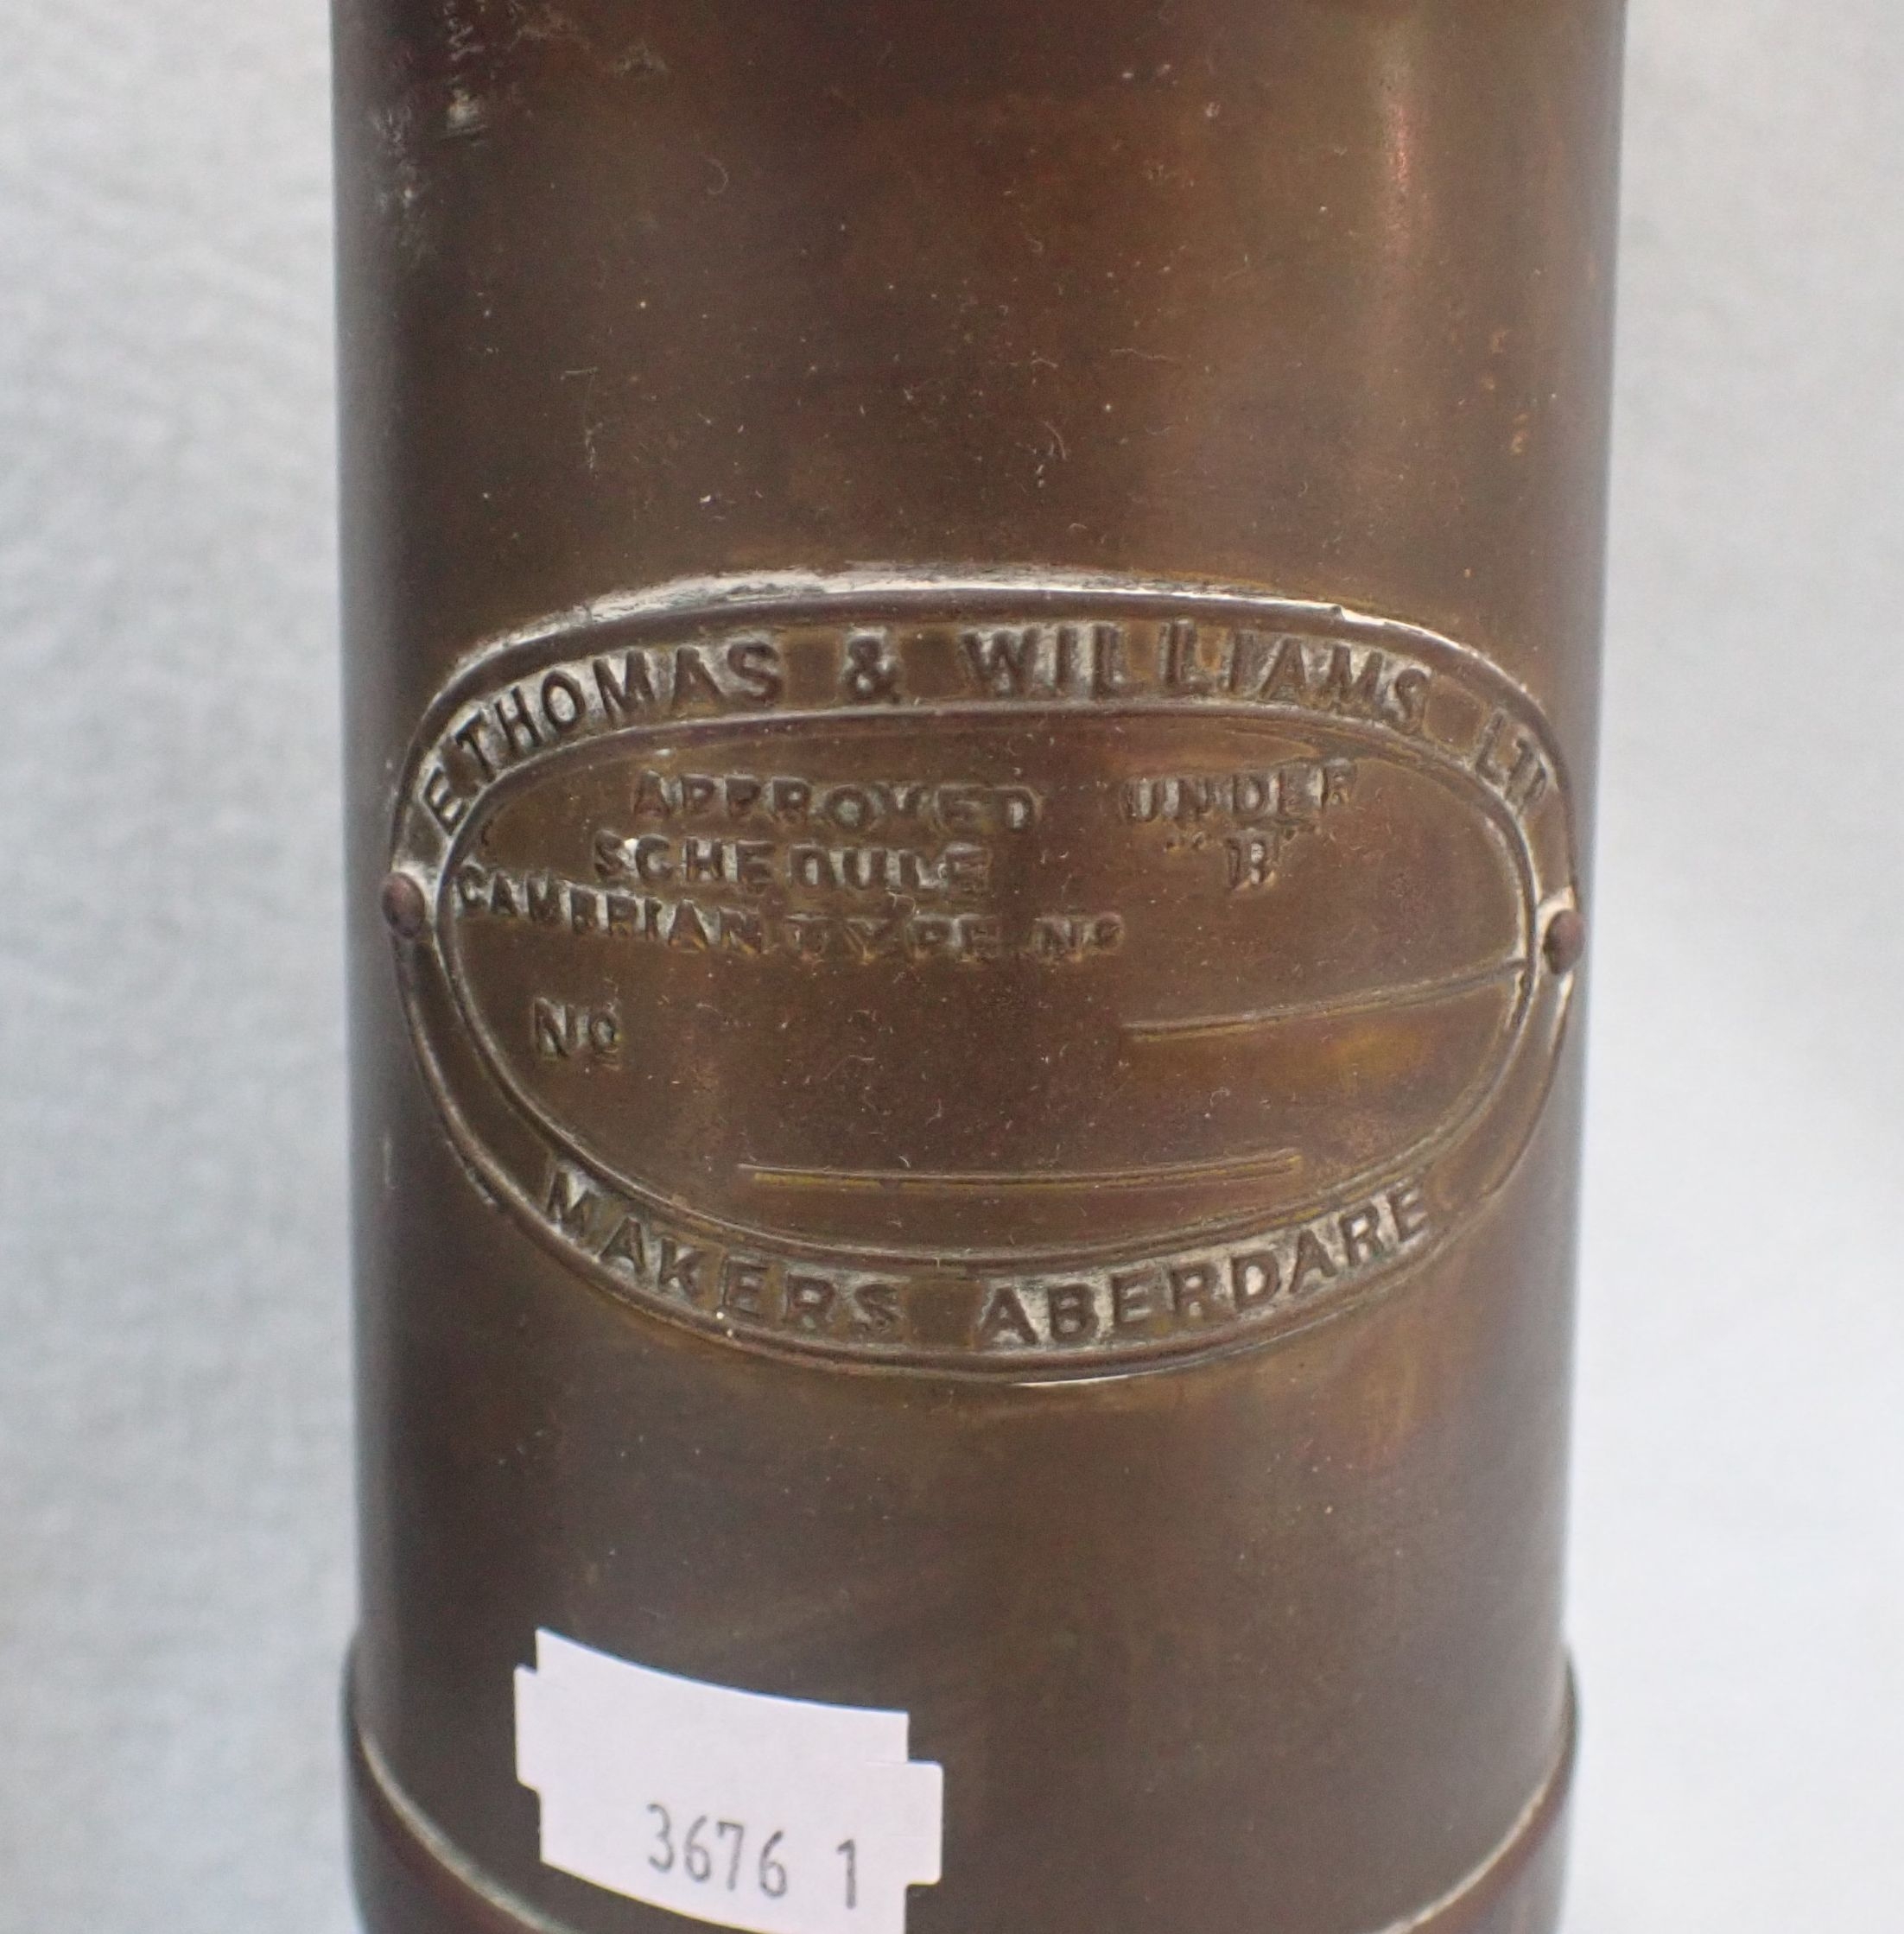 E. THOMAS & WILLIAMS LTD
APPROVED UNDER
SCHEDULE "B"
CAMBRIAN TYPE No
No
MAKERS ABERDARE
3676 1